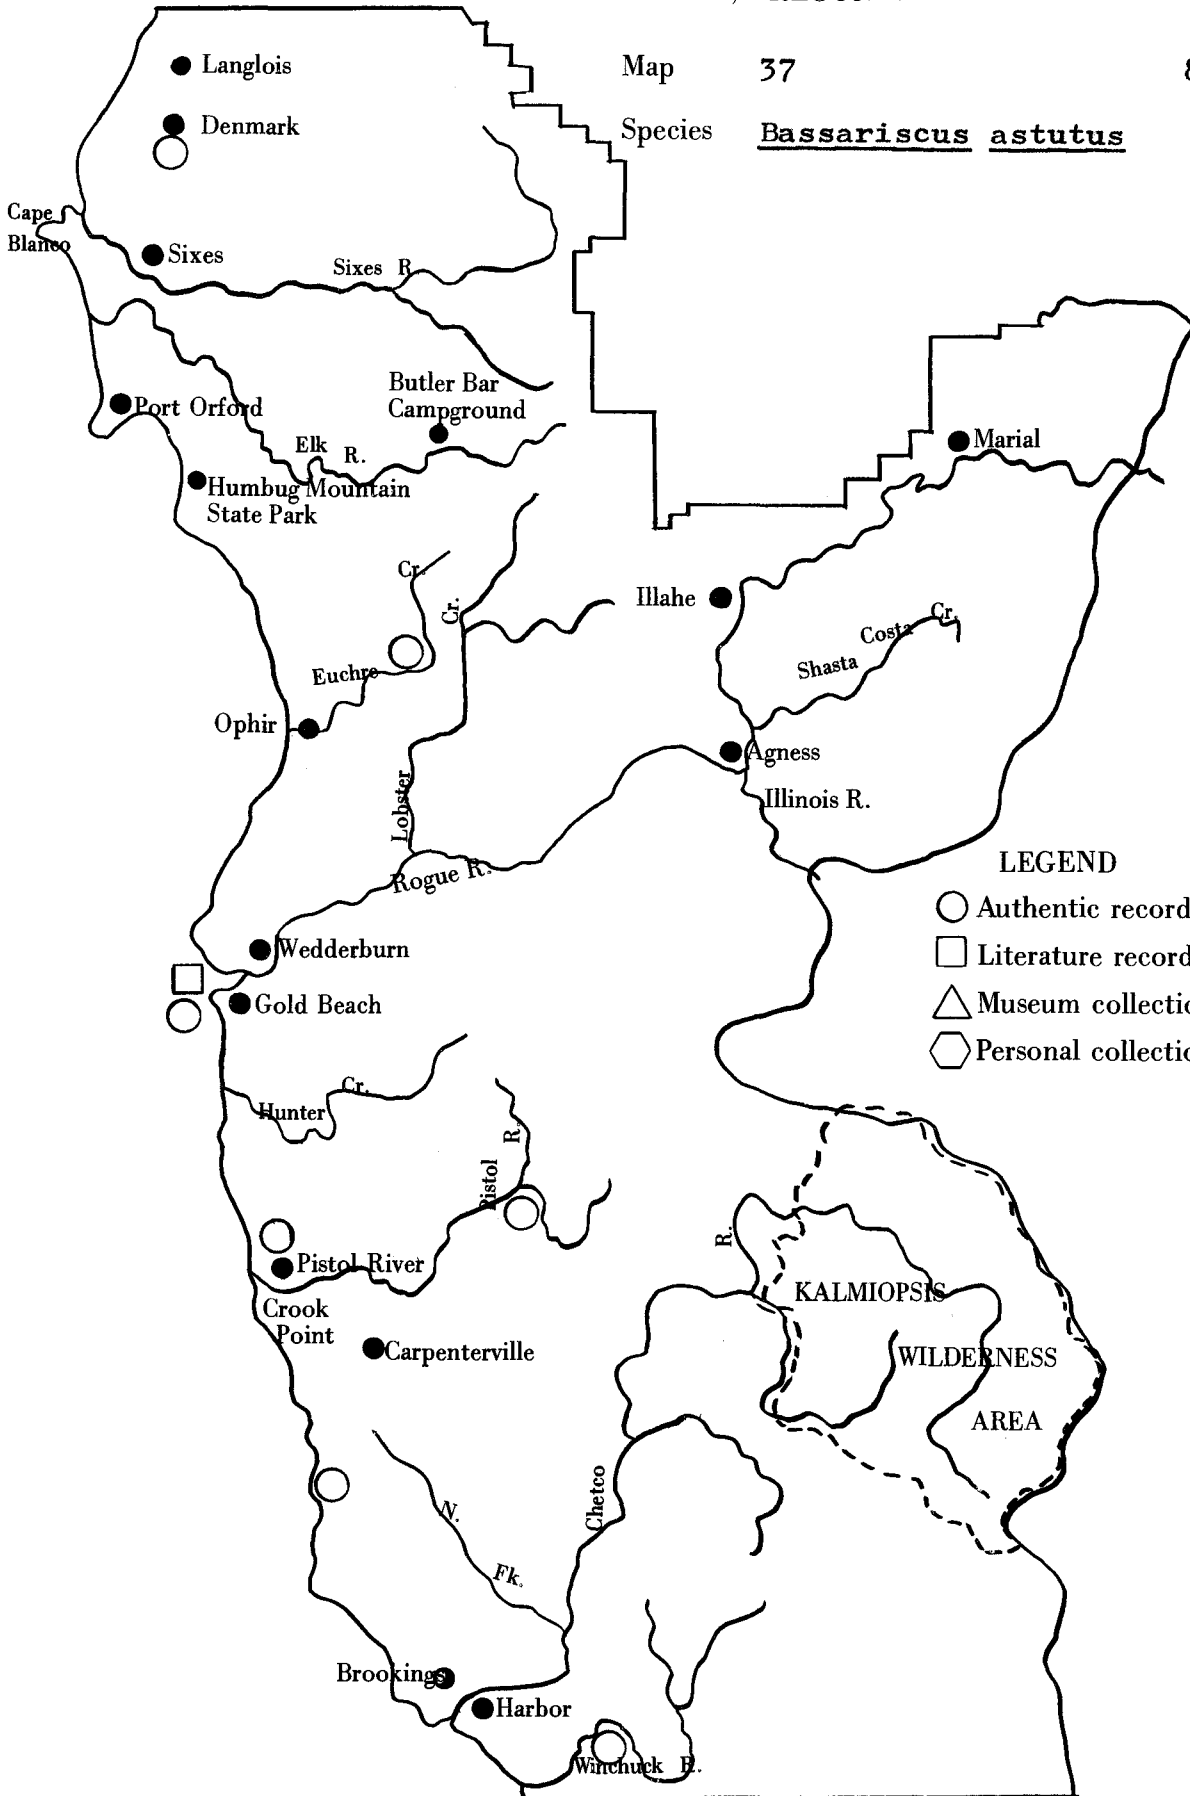 Map 37
Species Bassariscus astutus
Langlois
Denmark
Cape
Blanco
Sixes
Sixes R
Port Orford
Butler Bar
Campground
Elk R.
Humbug Mountain
State Park
Marial
Illahe
Euchre Cr.
Ophir
Lobster Cr.
Shasta Costa Cr.
Agness
Illinois R.
Rogue R.
Wedderburn
Gold Beach
LEGEND
Authentic record
Literature record
Museum collectio
Personal collectio
Hunter Cr.
Pistol R.
Pistol River
Crook
Point
Carpenterville
KALMIOPSIS
WILDERNESS
AREA
Chetco R.
N. Fk.
Brookings
Harbor
Winchuck R.